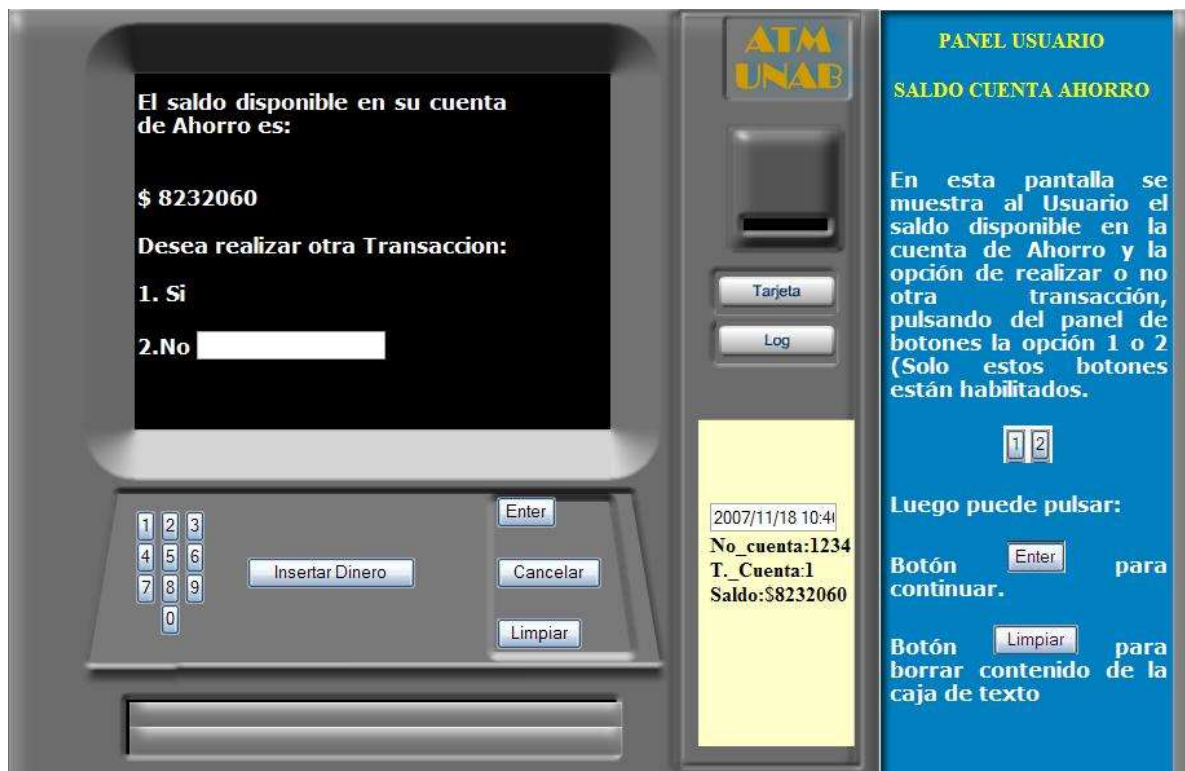 El saldo disponible en su cuenta
de Ahorro es:
$ 8232060
Desea realizar otra Transaccion:
1. Si
2.No
1 2 3
4 5 6
7 8 9
0
Insertar Dinero
Enter
Cancelar
Limpiar
ATM
UNAB
Tarjeta
Log
2007/11/18 10:4
No_cuenta:1234
T._Cuenta:1
Saldo:$8232060
PANEL USUARIO
SALDO CUENTA AHORRO
En esta pantalla se
muestra al Usuario el
saldo disponible en la
cuenta de Ahorro y la
opción de realizar o no
otra transacción,
pulsando del panel de
botones la opción 1 o 2
(Solo estos botones
están habilitados.
1 2
Luego puede pulsar:
Botón Enter para
continuar.
Botón Limpiar para
borrar contenido de la
caja de texto